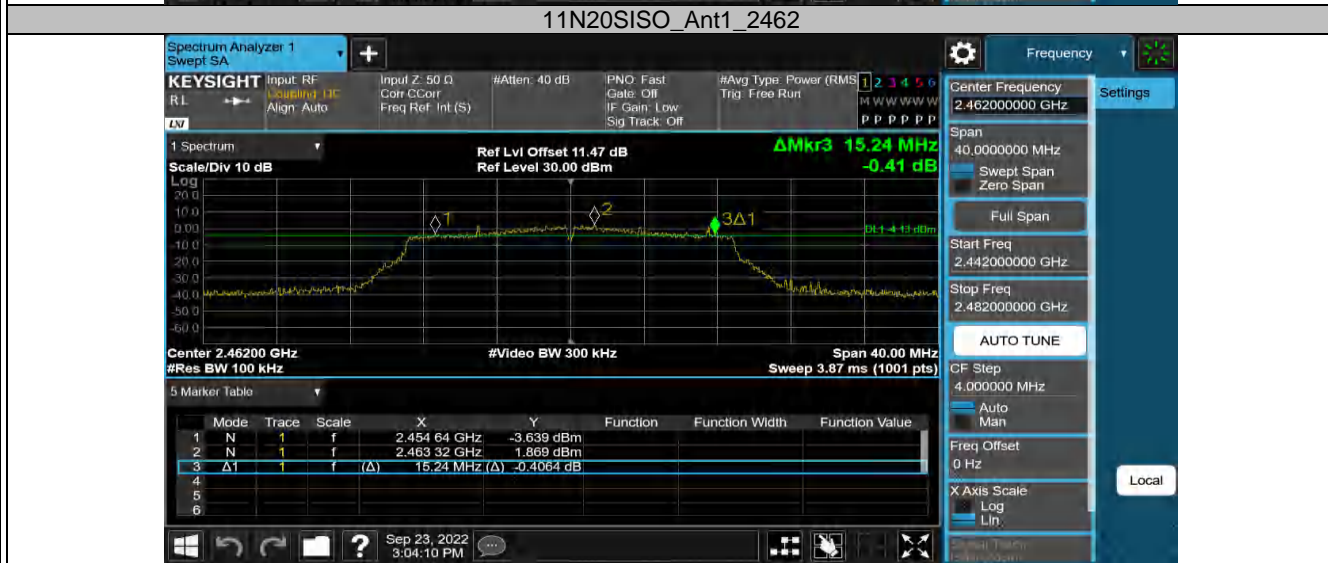 11N20SISO_Ant1_2462
Spectrum Analyzer 1
Swept SA
Frequency
KEYSIGHT Input: RF Input Z: 50 Ω #Atten: 40 dB PNO: Fast #Avg Type: Power (RMS 1 2 3 4 5 6
RL Coupling: DC Corr CCorr Gate: Off Trig: Free Run M W W W W W
Align: Auto Freq Ref: Int (S) IF Gain: Low
LXI Sig Track: Off P P P P P P
Center Frequency
2.462000000 GHz
Settings
Span
40.0000000 MHz
Swept Span
Zero Span
Full Span
Start Freq
2.442000000 GHz
Stop Freq
2.482000000 GHz
AUTO TUNE
CF Step
4.000000 MHz
Auto
Man
Freq Offset
0 Hz
X Axis Scale
Log
Lin
Local
1 Spectrum
Ref Lvl Offset 11.47 dB ΔMkr3 15.24 MHz
Scale/Div 10 dB Ref Level 30.00 dBm -0.41 dB
Log
20.0
10.0
0.00
-10.0
-20.0
-30.0
-40.0
-50.0
-60.0
1
2
3Δ1
DL1 -4.13 dBm
Center 2.46200 GHz #Video BW 300 kHz Span 40.00 MHz
#Res BW 100 kHz Sweep 3.87 ms (1001 pts)
5 Marker Table
Mode Trace Scale X Y Function Function Width Function Value
1 N 1 f 2.454 64 GHz -3.639 dBm
2 N 1 f 2.463 32 GHz 1.869 dBm
3 Δ1 1 f (Δ) 15.24 MHz (Δ) -0.4064 dB
4
5
6
? Sep 23, 2022
3:04:10 PM